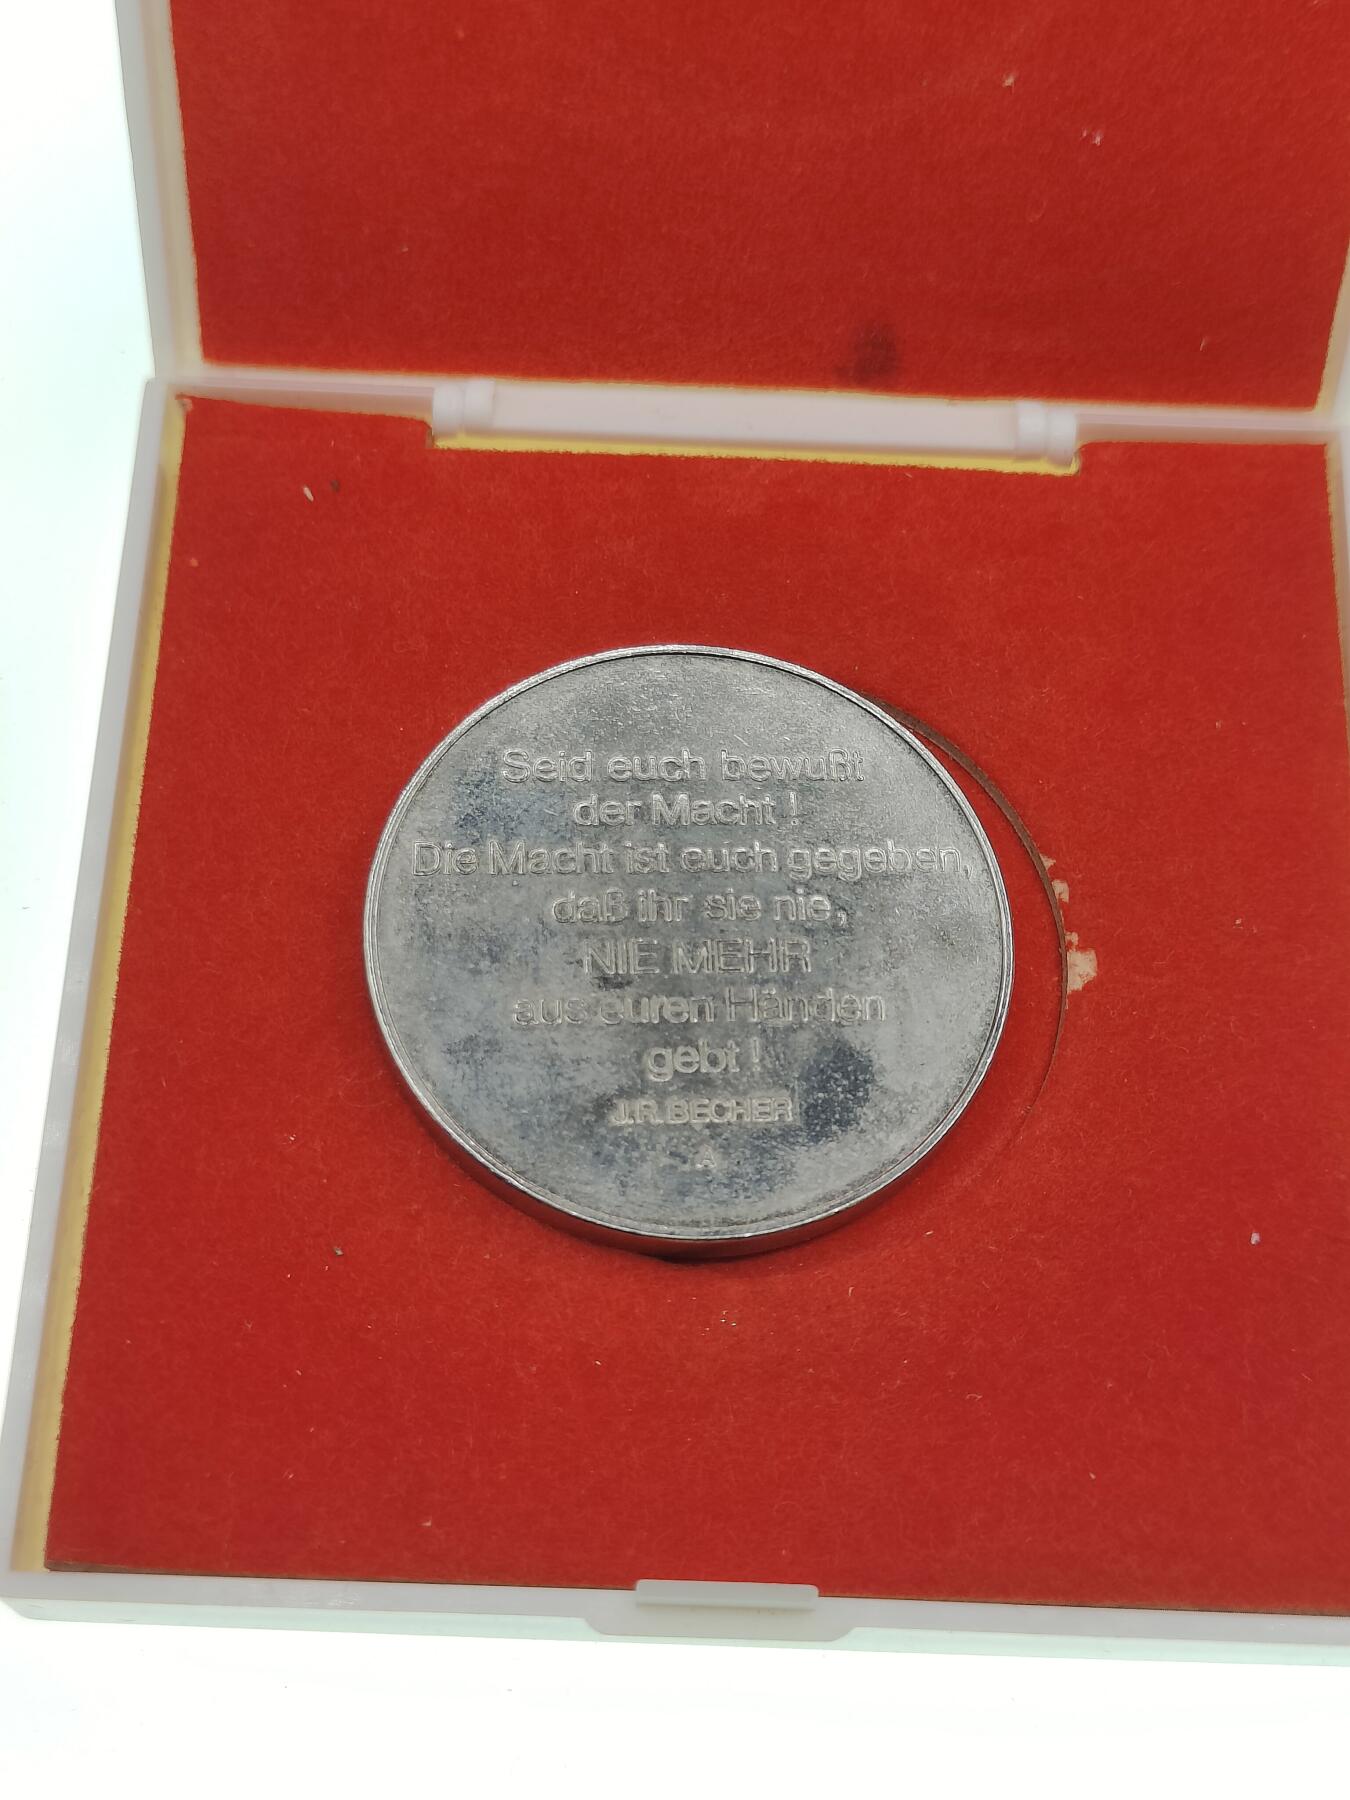 Seid euch bewußt
der Macht !
Die Macht ist euch gegeben,
daß ihr sie nie,
NIE MEHR
aus euren Händen
gebt !
J.R.BECHER
A